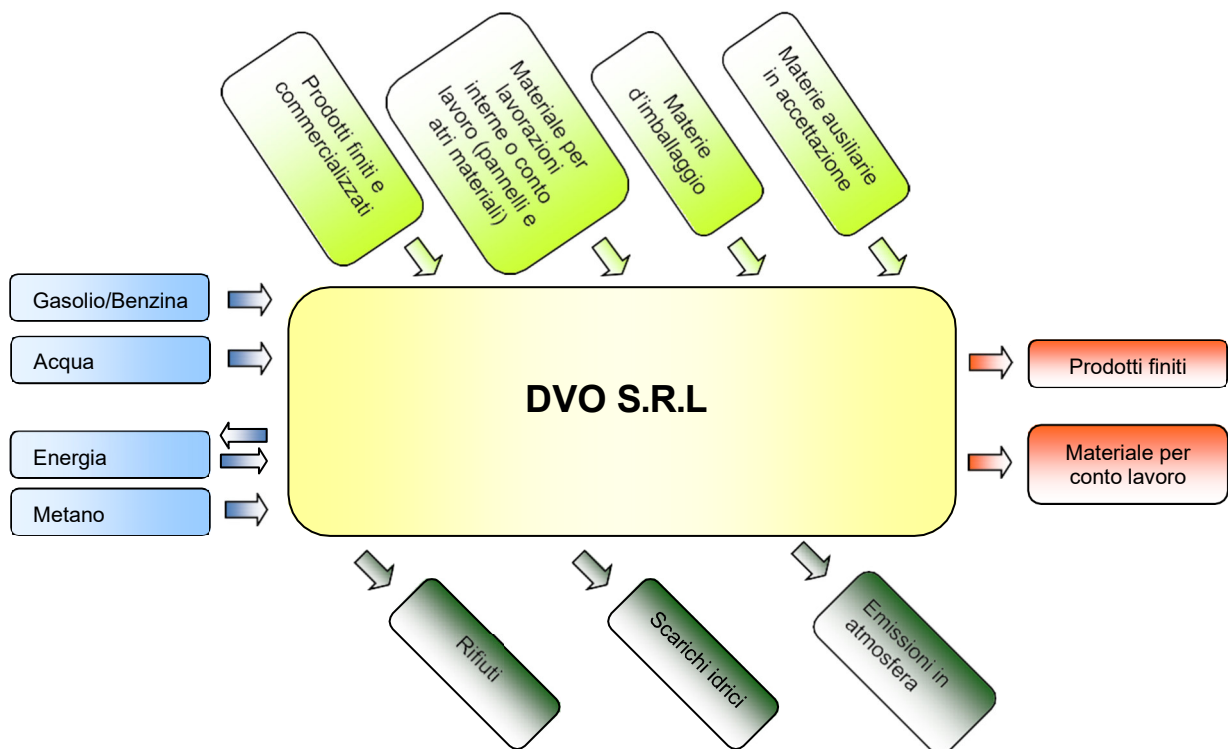 Prodotti finiti e
commercializzati
Materiale per
lavorazioni
interne o conto
lavoro (pannelli e
atri materiali)
Materie
d'imballaggio
Materie ausiliarie
in accettazione
Gasolio/Benzina
Acqua
Energia
Metano
DVO S.R.L
Prodotti finiti
Materiale per
conto lavoro
Rifiuti
Scarichi idrici
Emissioni in
atmosfera